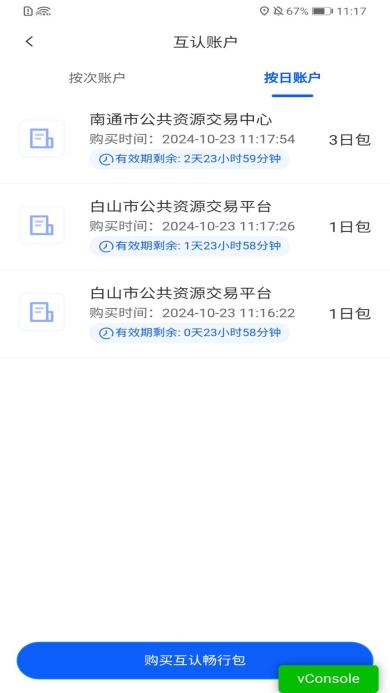 67% 11:17
互认账户
按次账户 按日账户
南通市公共资源交易中心
购买时间：2024-10-23 11:17:54
3日包
有效期剩余: 2天23小时59分钟
白山市公共资源交易平台
购买时间：2024-10-23 11:17:26
1日包
有效期剩余: 1天23小时58分钟
白山市公共资源交易平台
购买时间：2024-10-23 11:16:22
1日包
有效期剩余: 0天23小时58分钟
购买互认畅行包
vConsole